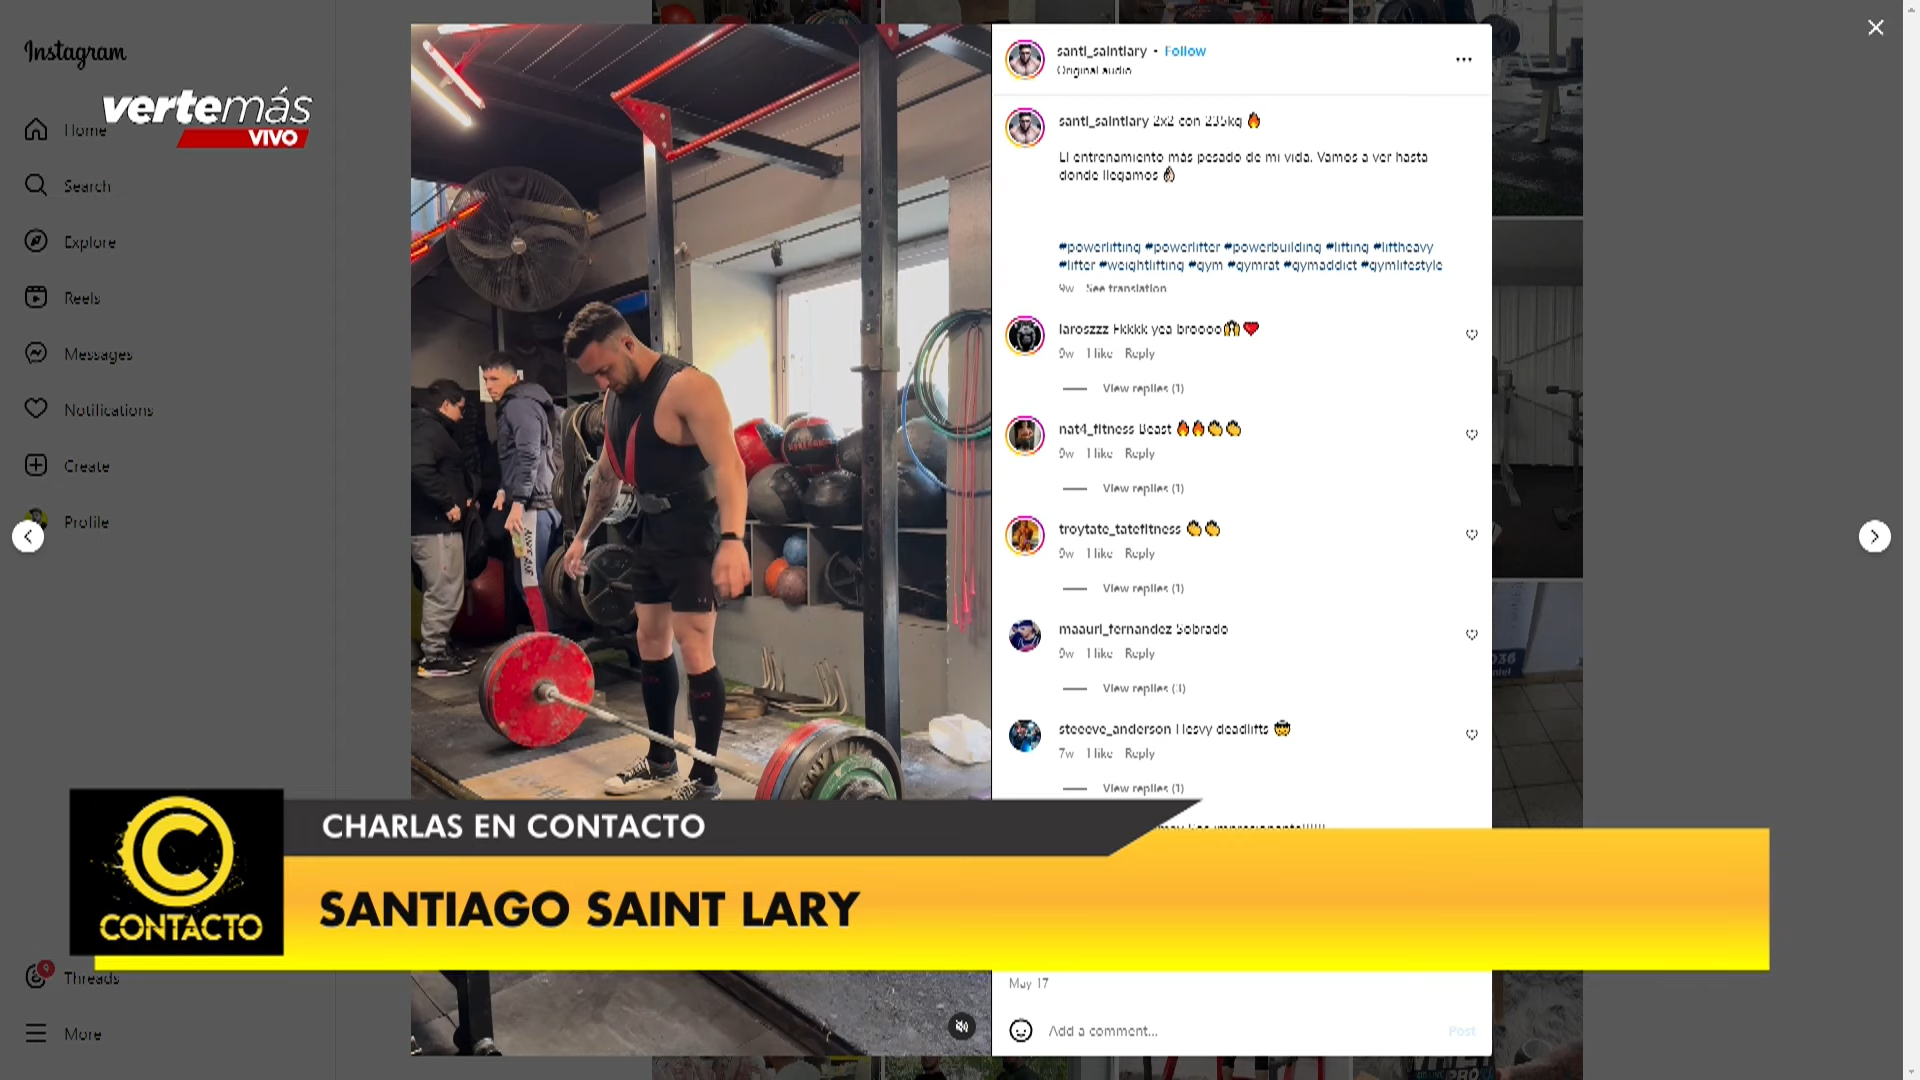 Instagram
vertemás
VIVO
Home
Search
Explore
Reels
Messages
Notifications
Create
Profile
9
Threads
More
santi_saintlary • Follow
Original audio
santi_saintlary 2x2 con 235kg 🔥
El entrenamiento más pesado de mi vida. Vamos a ver hasta
donde llegamos
#powerlifting #powerlifter #powerbuilding #lifting #liftheavy
#lifter #weightlifting #gym #gymrat #gymaddict #gymlifestyle
9w See translation
laroszzz Fkkkk yea broooo ❤️
9w 1 like Reply
View replies (1)
nat4_fitness Beast 🔥🔥👏👏
9w 1 like Reply
View replies (1)
troytate_tatefitness 👏👏
9w 1 like Reply
View replies (1)
maauri_fernandez Sobrado
9w 1 like Reply
View replies (3)
steeeve_anderson Hesvy deadlifts
7w 1 like Reply
View replies (1)
CHARLAS EN CONTACTO
SANTIAGO SAINT LARY
C
CONTACTO
May 17
Add a comment...
Post